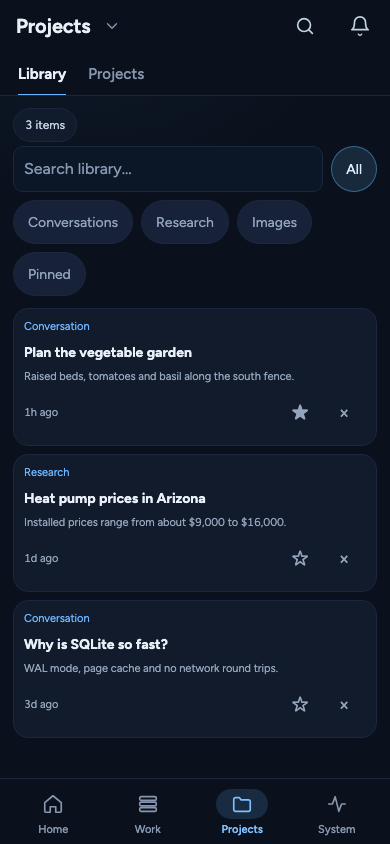 Projects
Library
Projects
3 items
Search library...
All
Conversations
Research
Images
Pinned
Conversation
Plan the vegetable garden
Raised beds, tomatoes and basil along the south fence.
1h ago
Research
Heat pump prices in Arizona
Installed prices range from about $9,000 to $16,000.
1d ago
Conversation
Why is SQLite so fast?
WAL mode, page cache and no network round trips.
3d ago
Home
Work
Projects
System